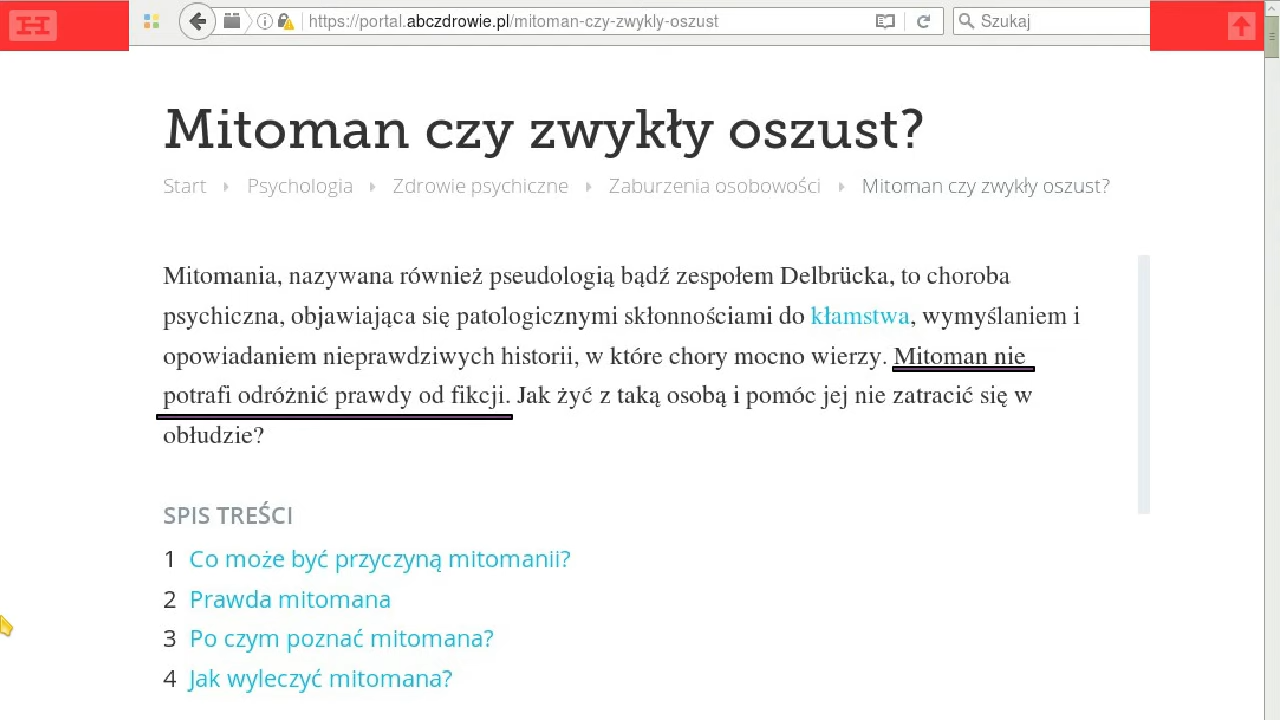 https://portal.abczdrowie.pl/mitoman-czy-zwykly-oszust
Szukaj
Mitoman czy zwykły oszust?
Start Psychologia Zdrowie psychiczne Zaburzenia osobowości Mitoman czy zwykły oszust?
Mitomania, nazywana również pseudologią bądź zespołem Delbrücka, to choroba
psychiczna, objawiająca się patologicznymi skłonnościami do kłamstwa, wymyślaniem i
opowiadaniem nieprawdziwych historii, w które chory mocno wierzy. Mitoman nie
potrafi odróżnić prawdy od fikcji. Jak żyć z taką osobą i pomóc jej nie zatracić się w
obłudzie?
SPIS TREŚCI
1 Co może być przyczyną mitomanii?
2 Prawda mitomana
3 Po czym poznać mitomana?
4 Jak wyleczyć mitomana?